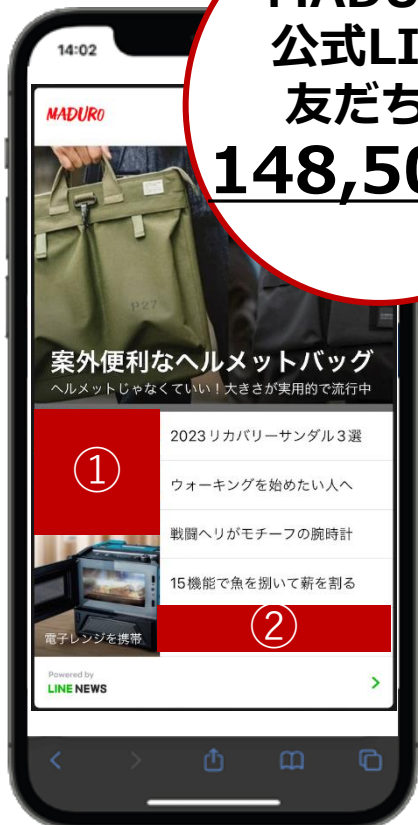 MADURO
公式LI
友だち
148,50
14:02
MADURO
P27
案外便利なヘルメットバッグ
ヘルメットじゃなくていい！大きさが実用的で流行中
①
2023リカバリーサンダル3選
ウォーキングを始めたい人へ
戦闘ヘリがモチーフの腕時計
15機能で魚を捌いて薪を割る
電子レンジを携帯
②
Powered by
LINE NEWS